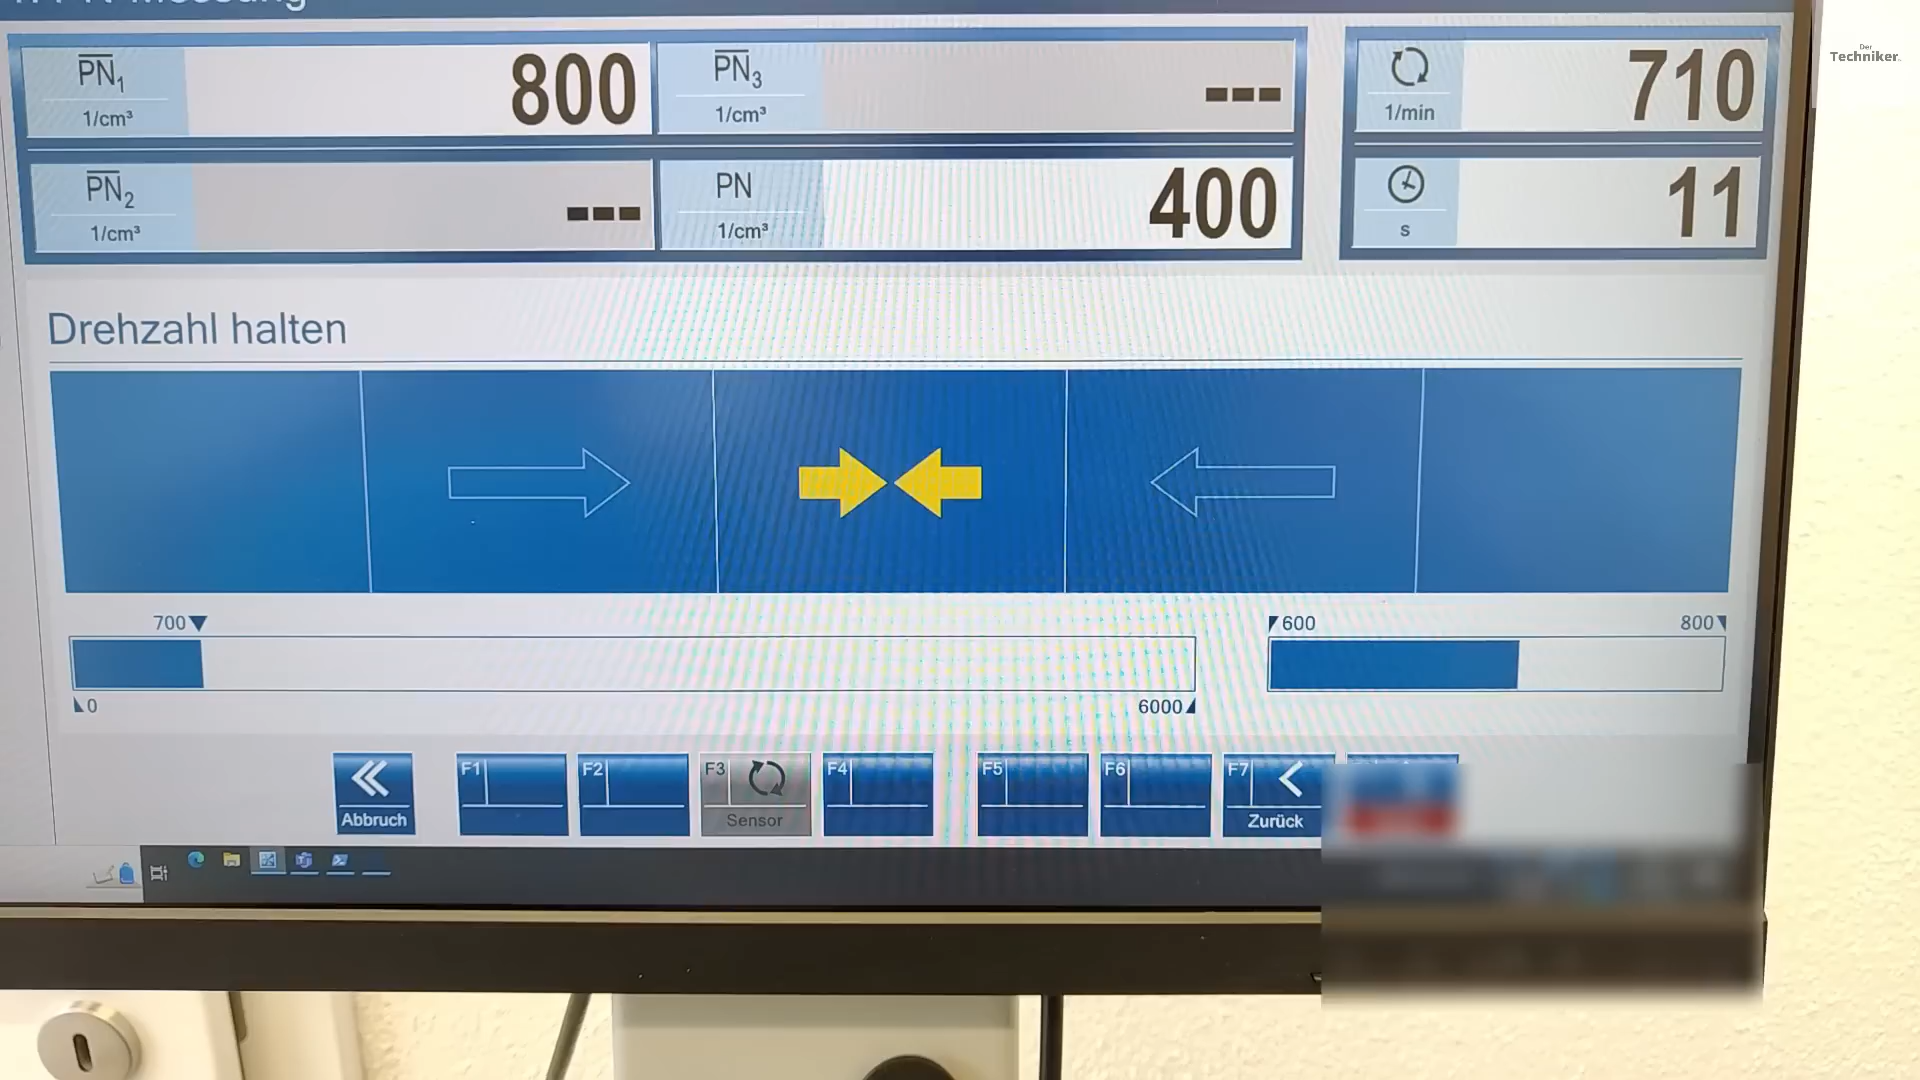 PN1
1/cm³
800
PN3
1/cm³
---
1/min
710
PN2
1/cm³
---
PN
1/cm³
400
s
11
Drehzahl halten
700
0
6000
600
800
Abbruch
F1
F2
F3
Sensor
F4
F5
F6
F7
Zurück
Der
Techniker